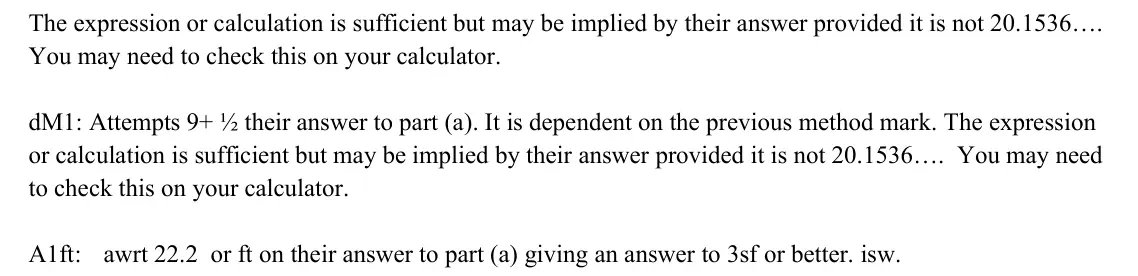 The expression or calculation is sufficient but may be implied by their answer provided it is not 20.1536….
You may need to check this on your calculator.
dM1: Attempts 9+ ½ their answer to part (a). It is dependent on the previous method mark. The expression
or calculation is sufficient but may be implied by their answer provided it is not 20.1536….  You may need
to check this on your calculator.
A1ft:   awrt 22.2  or ft on their answer to part (a) giving an answer to 3sf or better. isw.